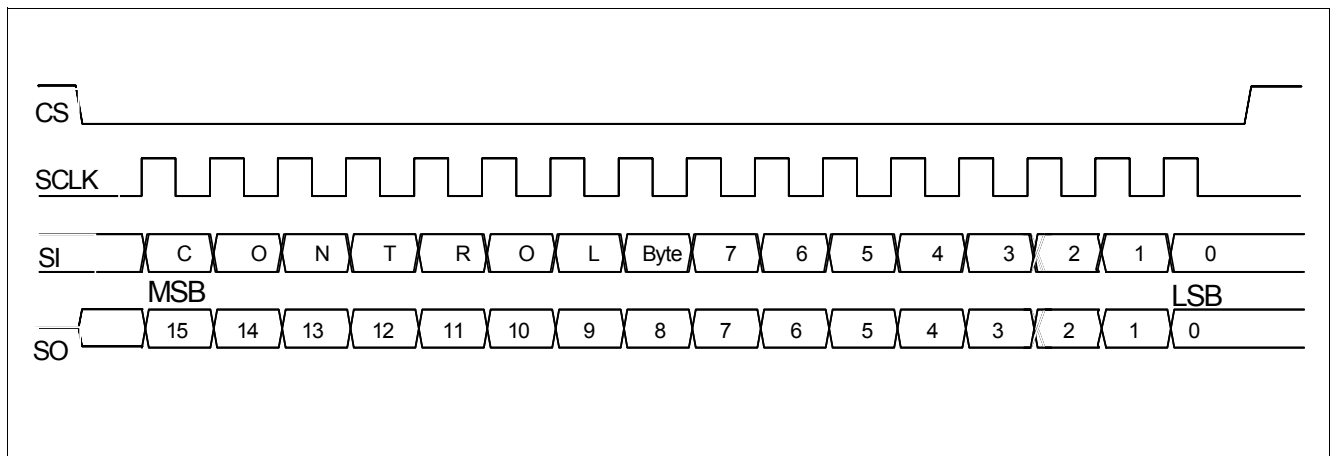 CS
SCLK
SI C O N T R O L Byte 7 6 5 4 3 2 1 0
MSB LSB
SO 15 14 13 12 11 10 9 8 7 6 5 4 3 2 1 0